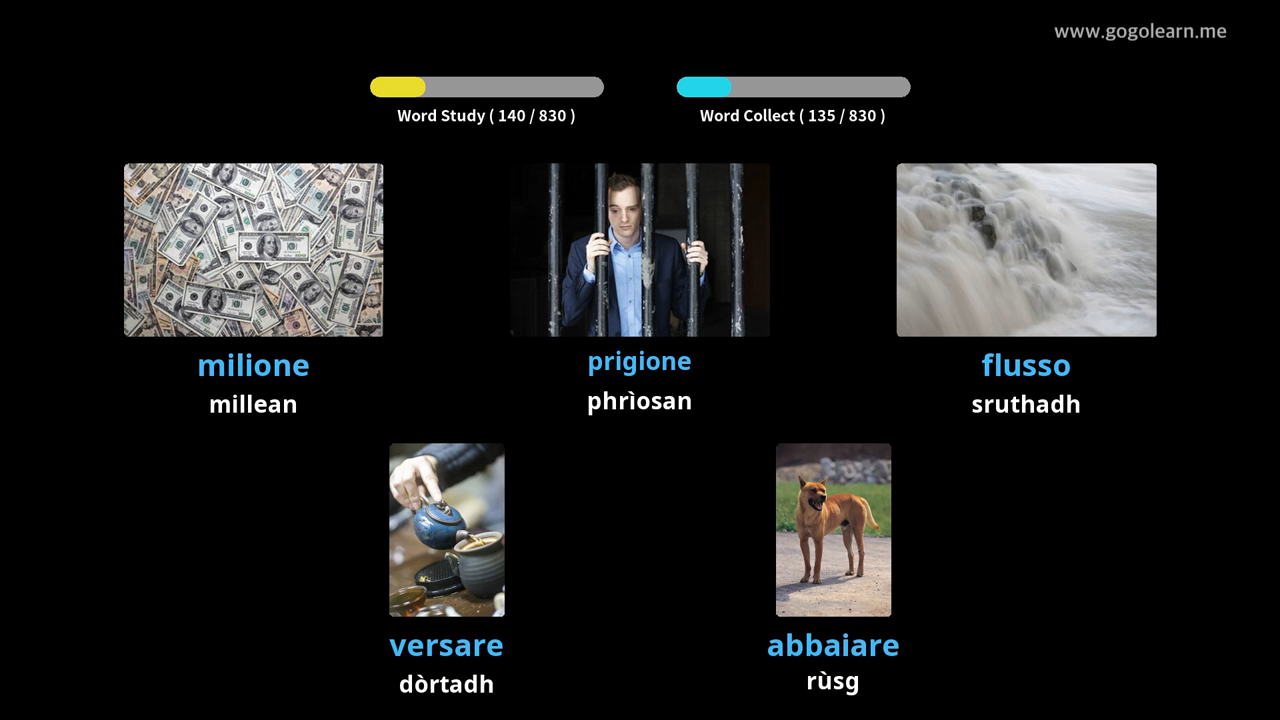 www.gogolearn.me
Word Study ( 140 / 830 )
Word Collect ( 135 / 830 )
milione
millean
prigione
phrìosan
flusso
sruthadh
versare
dòrtadh
abbaiare
rùsg